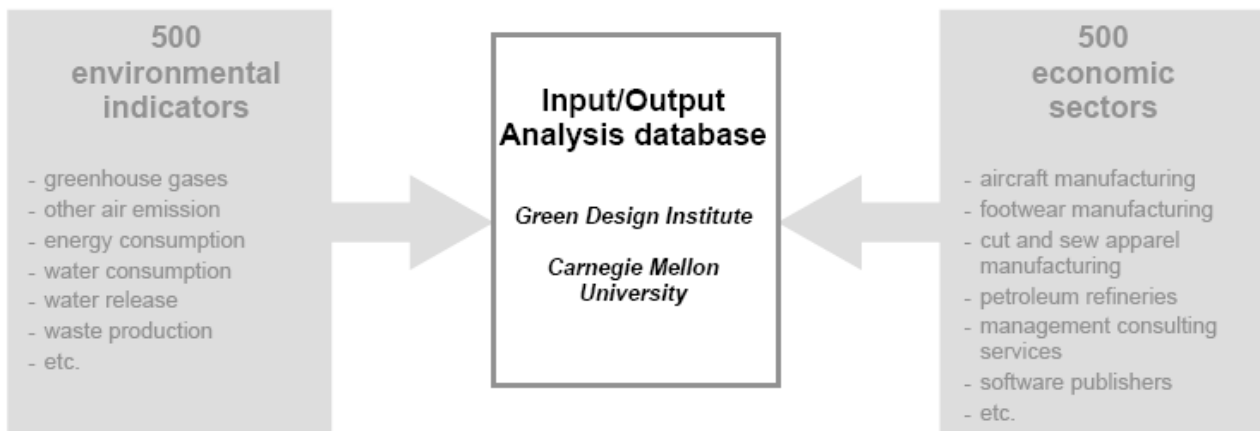 500
environmental
indicators
- greenhouse gases
- other air emission
- energy consumption
- water consumption
- water release
- waste production
- etc.
Input/Output
Analysis database
Green Design Institute
Carnegie Mellon
University
500
economic
sectors
- aircraft manufacturing
- footwear manufacturing
- cut and sew apparel
manufacturing
- petroleum refineries
- management consulting
services
- software publishers
- etc.